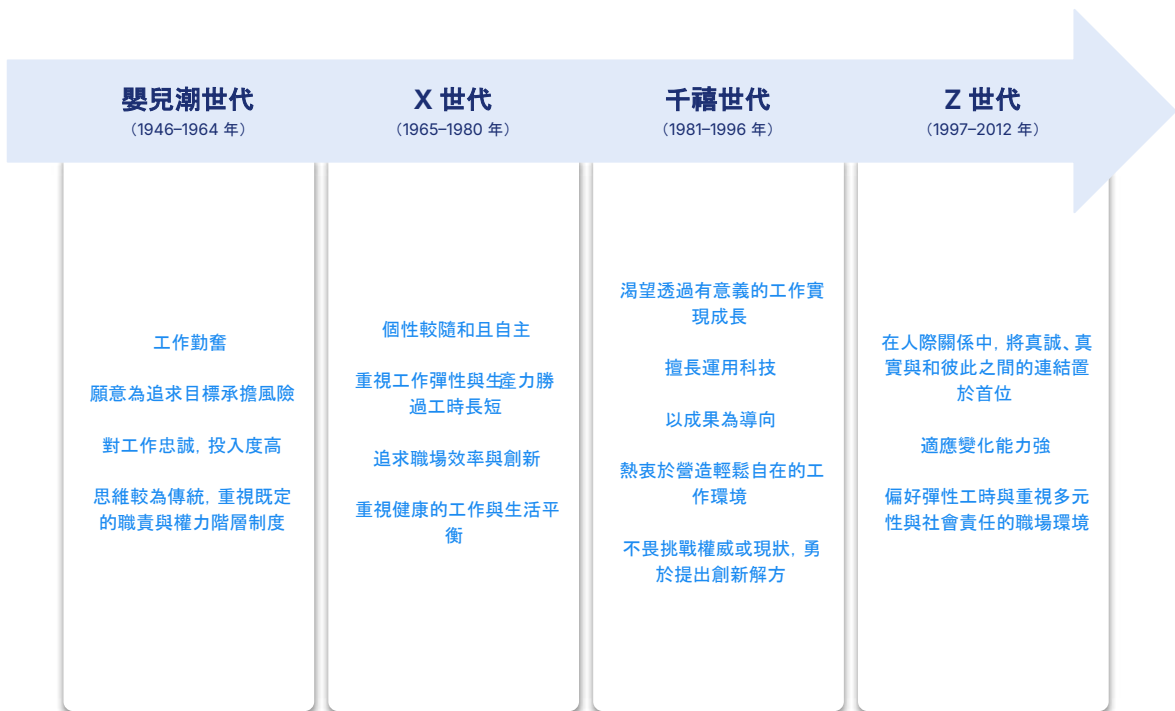 嬰兒潮世代
（1946–1964 年）
X 世代
（1965–1980 年）
千禧世代
（1981–1996 年）
Z 世代
（1997–2012 年）
工作勤奮
願意為追求目標承擔風險
對工作忠誠，投入度高
思維較為傳統，重視既定
的職責與權力階層制度
個性較隨和且自主
重視工作彈性與生產力勝
過工時長短
追求職場效率與創新
重視健康的工作與生活平
衡
渴望透過有意義的工作實
現成長
擅長運用科技
以成果為導向
熱衷於營造輕鬆自在的工
作環境
不畏挑戰權威或現狀，勇
於提出創新解方
在人際關係中，將真誠、真
實與和彼此之間的連結置
於首位
適應變化能力強
偏好彈性工時與重視多元
性與社會責任的職場環境